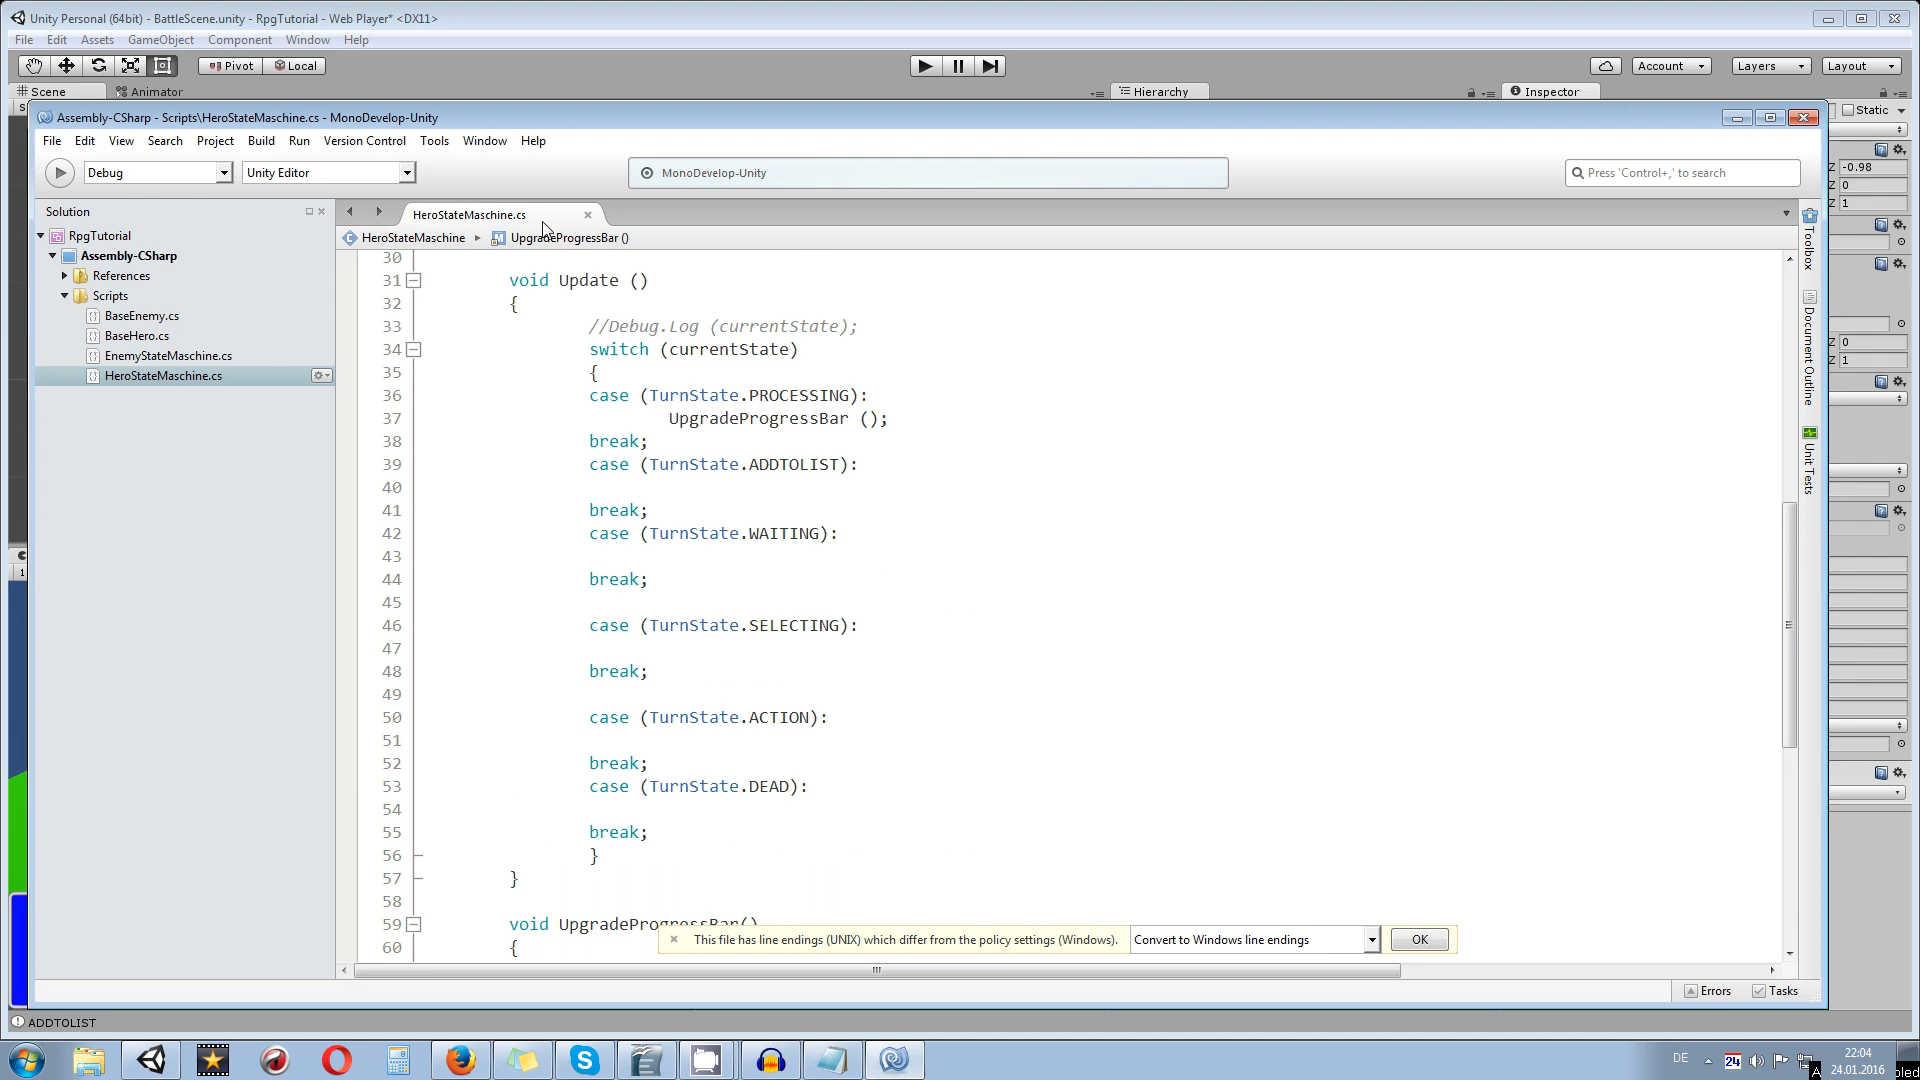 Unity Personal (64bit) - BattleScene.unity - RpgTutorial - Web Player* <DX11>
File Edit Assets GameObject Component Window Help
Pivot Local Account Layers Layout
Scene Animator Hierarchy Inspector
Static
Assembly-CSharp - Scripts\HeroStateMaschine.cs - MonoDevelop-Unity
File Edit View Search Project Build Run Version Control Tools Window Help
Debug Unity Editor MonoDevelop-Unity Press 'Control+,' to search
Solution
RpgTutorial
Assembly-CSharp
References
Scripts
BaseEnemy.cs
BaseHero.cs
EnemyStateMaschine.cs
HeroStateMaschine.cs
HeroStateMaschine.cs
HeroStateMaschine UpgradeProgressBar ()
30
31 void Update ()
32 {
33 //Debug.Log (currentState);
34 switch (currentState)
35 {
36 case (TurnState.PROCESSING):
37 UpgradeProgressBar ();
38 break;
39 case (TurnState.ADDTOLIST):
40
41 break;
42 case (TurnState.WAITING):
43
44 break;
45
46 case (TurnState.SELECTING):
47
48 break;
49
50 case (TurnState.ACTION):
51
52 break;
53 case (TurnState.DEAD):
54
55 break;
56 }
57 }
58
59 void UpgradeProgressBar()
60 {
This file has line endings (UNIX) which differ from the policy settings (Windows). Convert to Windows line endings OK
Toolbox
Document Outline
Unit Tests
Z -0.98
Z 0
Z 1
Z 0
Z 1
Errors Tasks
ADDTOLIST
DE 24 22:04
24.01.2016